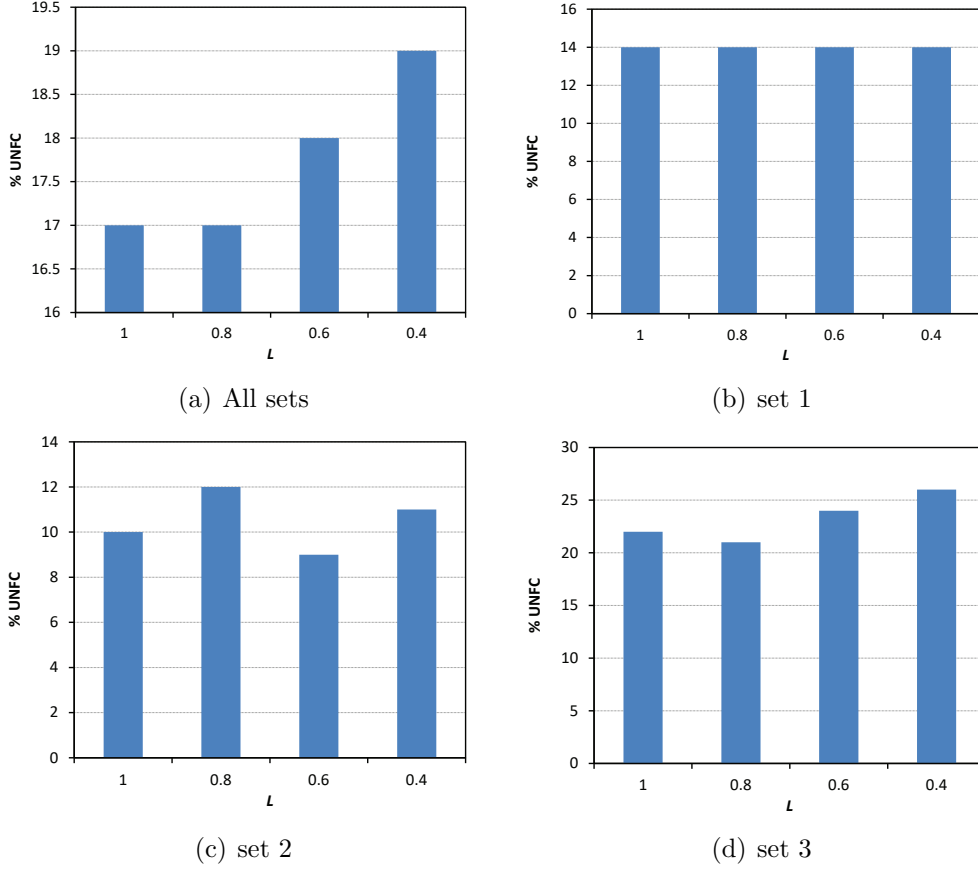 19.5
19
18.5
18
17.5
17
16.5
16
% UNFC
1 0.8 0.6 0.4
L
(a) All sets
16
14
12
10
8
6
4
2
0
% UNFC
1 0.8 0.6 0.4
L
(b) set 1
14
12
10
8
6
4
2
0
% UNFC
1 0.8 0.6 0.4
L
(c) set 2
30
25
20
15
10
5
0
% UNFC
1 0.8 0.6 0.4
L
(d) set 3